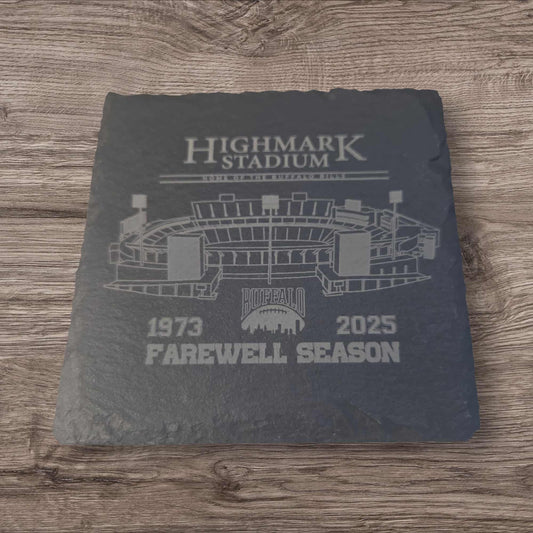 HIGHMARK
STADIUM
HOME OF THE BUFFALO BILLS
BUFFALO
1973 2025
FAREWELL SEASON